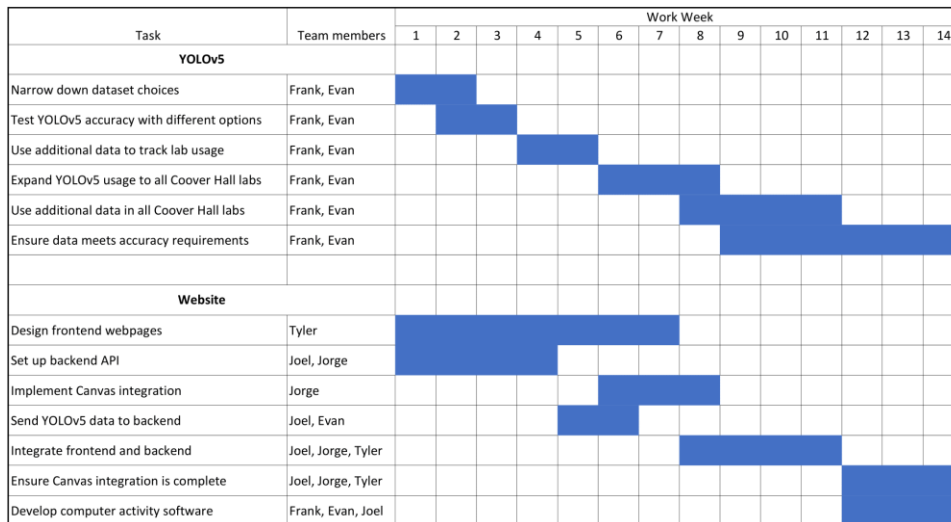 Work Week
Task Team members 1 2 3 4 5 6 7 8 9 10 11 12 13 14
YOLOv5
Narrow down dataset choices Frank, Evan
Test YOLOv5 accuracy with different options Frank, Evan
Use additional data to track lab usage Frank, Evan
Expand YOLOv5 usage to all Coover Hall labs Frank, Evan
Use additional data in all Coover Hall labs Frank, Evan
Ensure data meets accuracy requirements Frank, Evan
Website
Design frontend webpages Tyler
Set up backend API Joel, Jorge
Implement Canvas integration Jorge
Send YOLOv5 data to backend Joel, Evan
Integrate frontend and backend Joel, Jorge, Tyler
Ensure Canvas integration is complete Joel, Jorge, Tyler
Develop computer activity software Frank, Evan, Joel